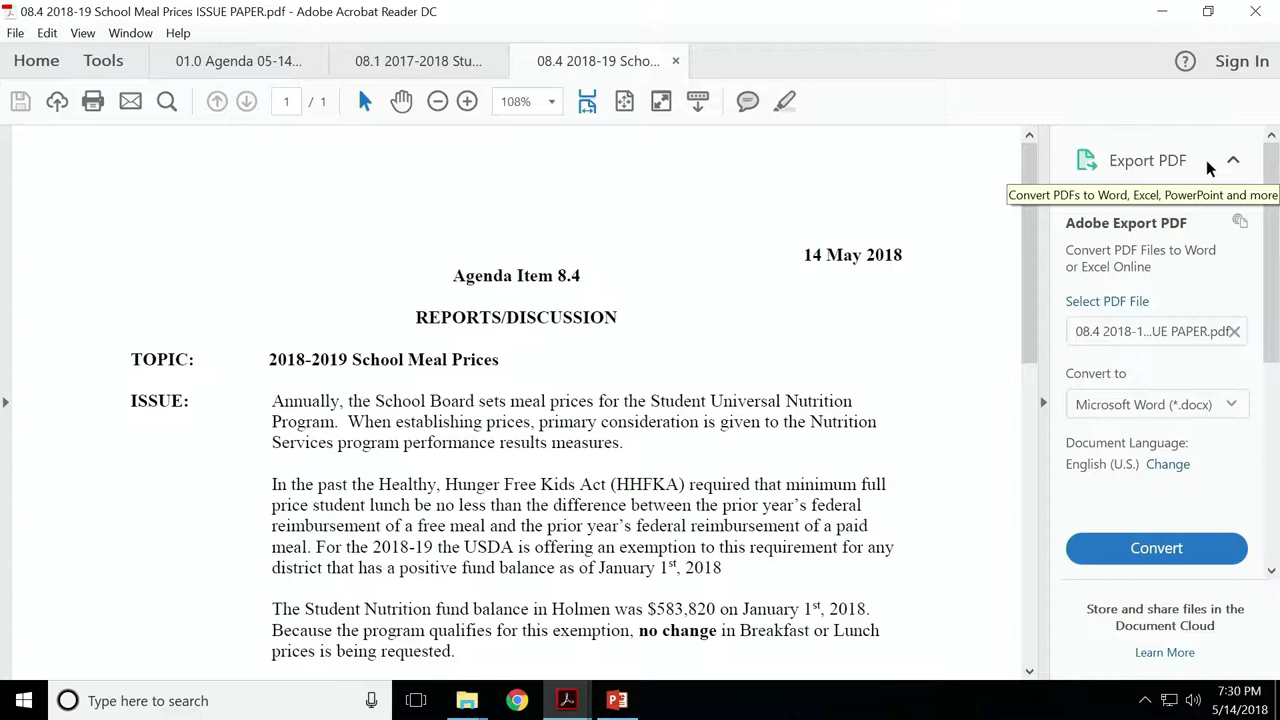 08.4 2018-19 School Meal Prices ISSUE PAPER.pdf - Adobe Acrobat Reader DC
File Edit View Window Help
Home Tools 01.0 Agenda 05-14... 08.1 2017-2018 Stu... 08.4 2018-19 Scho... Sign In
1 / 1 108%
Export PDF
Convert PDFs to Word, Excel, PowerPoint and more
Adobe Export PDF
Convert PDF Files to Word
or Excel Online
Select PDF File
08.4 2018-1...UE PAPER.pdf
Convert to
Microsoft Word (*.docx)
Document Language:
English (U.S.) Change
Convert
Store and share files in the
Document Cloud
Learn More
14 May 2018
Agenda Item 8.4
REPORTS/DISCUSSION
TOPIC: 2018-2019 School Meal Prices
ISSUE: Annually, the School Board sets meal prices for the Student Universal Nutrition
Program. When establishing prices, primary consideration is given to the Nutrition
Services program performance results measures.
In the past the Healthy, Hunger Free Kids Act (HHFKA) required that minimum full
price student lunch be no less than the difference between the prior year's federal
reimbursement of a free meal and the prior year's federal reimbursement of a paid
meal. For the 2018-19 the USDA is offering an exemption to this requirement for any
district that has a positive fund balance as of January 1st, 2018
The Student Nutrition fund balance in Holmen was $583,820 on January 1st, 2018.
Because the program qualifies for this exemption, no change in Breakfast or Lunch
prices is being requested.
Type here to search
7:30 PM
5/14/2018